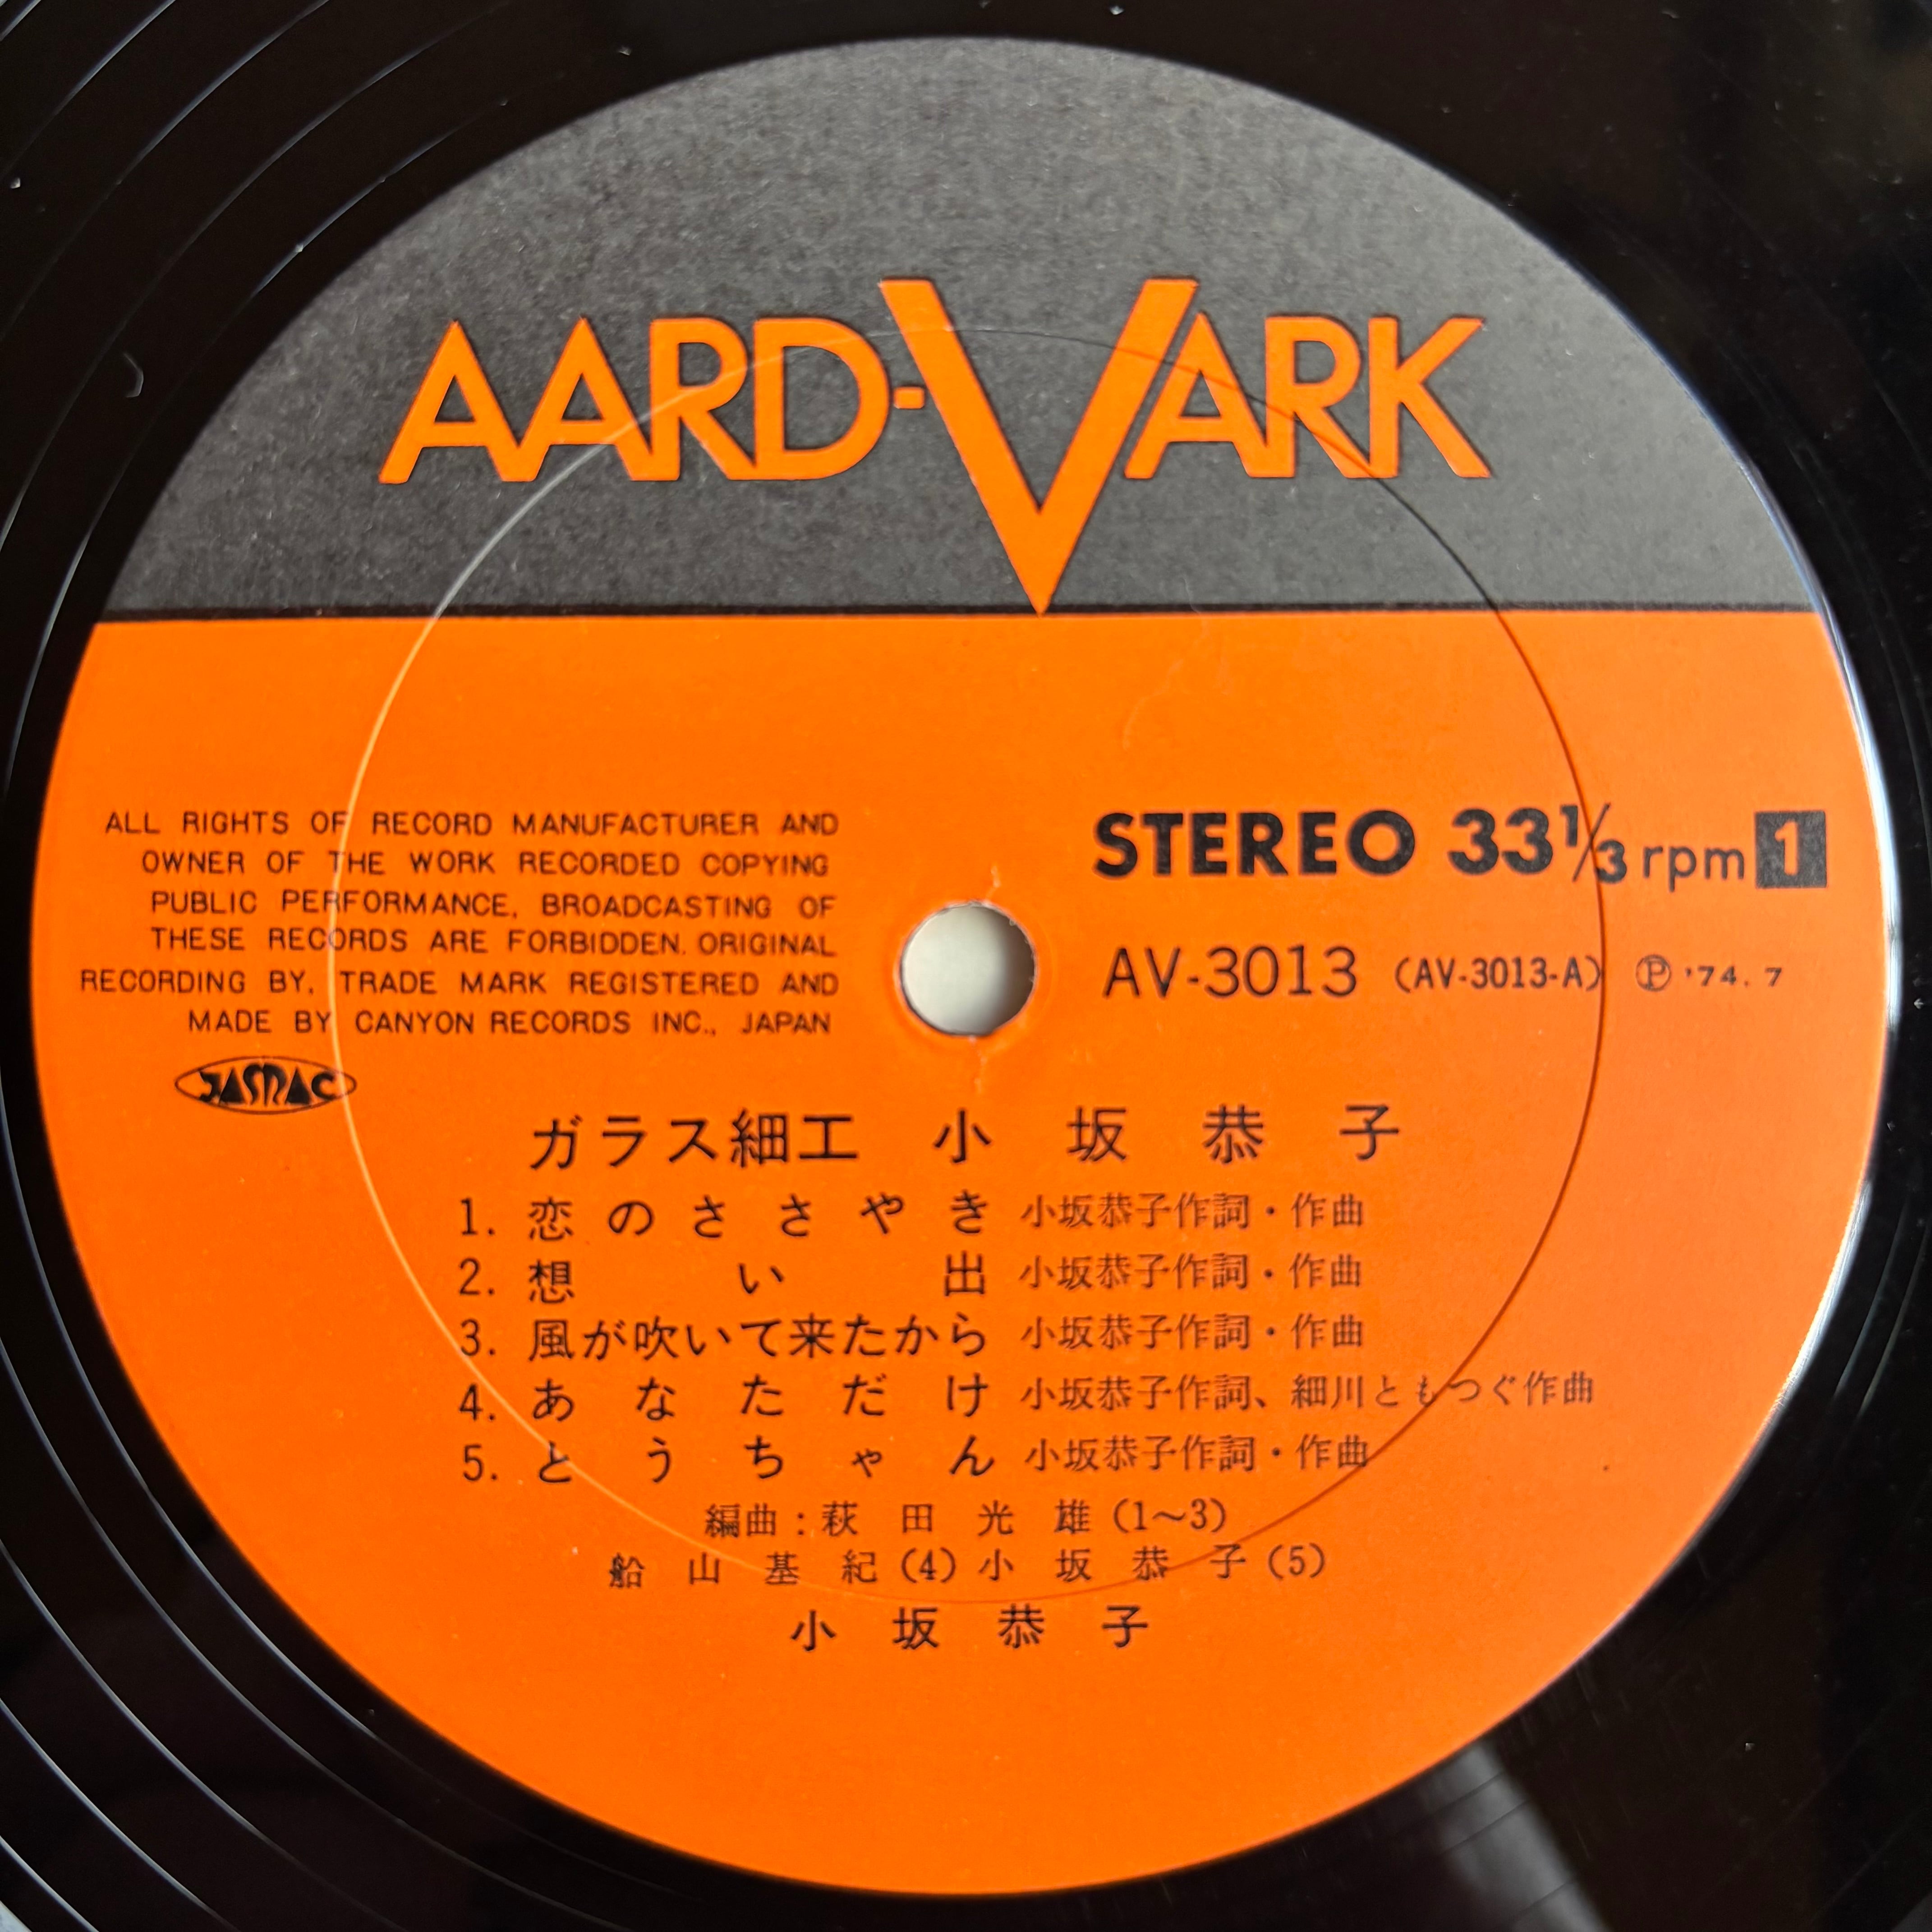 AARD-VARK
ALL RIGHTS OF RECORD MANUFACTURER AND
OWNER OF THE WORK RECORDED COPYING
PUBLIC PERFORMANCE, BROADCASTING OF
THESE RECORDS ARE FORBIDDEN. ORIGINAL
RECORDING BY, TRADE MARK REGISTERED AND
MADE BY CANYON RECORDS INC., JAPAN
JASRAC
STEREO 33⅓ rpm 1
AV-3013 (AV-3013-A) Ⓟ '74. 7
ガラス細工 小坂恭子
1. 恋のささやき 小坂恭子作詞・作曲
2. 想い出 小坂恭子作詞・作曲
3. 風が吹いて来たから 小坂恭子作詞・作曲
4. あなただけ 小坂恭子作詞、細川ともつぐ作曲
5. とうちゃん 小坂恭子作詞・作曲
編曲:萩田光雄(1~3)
船山基紀(4)小坂恭子(5)
小坂恭子